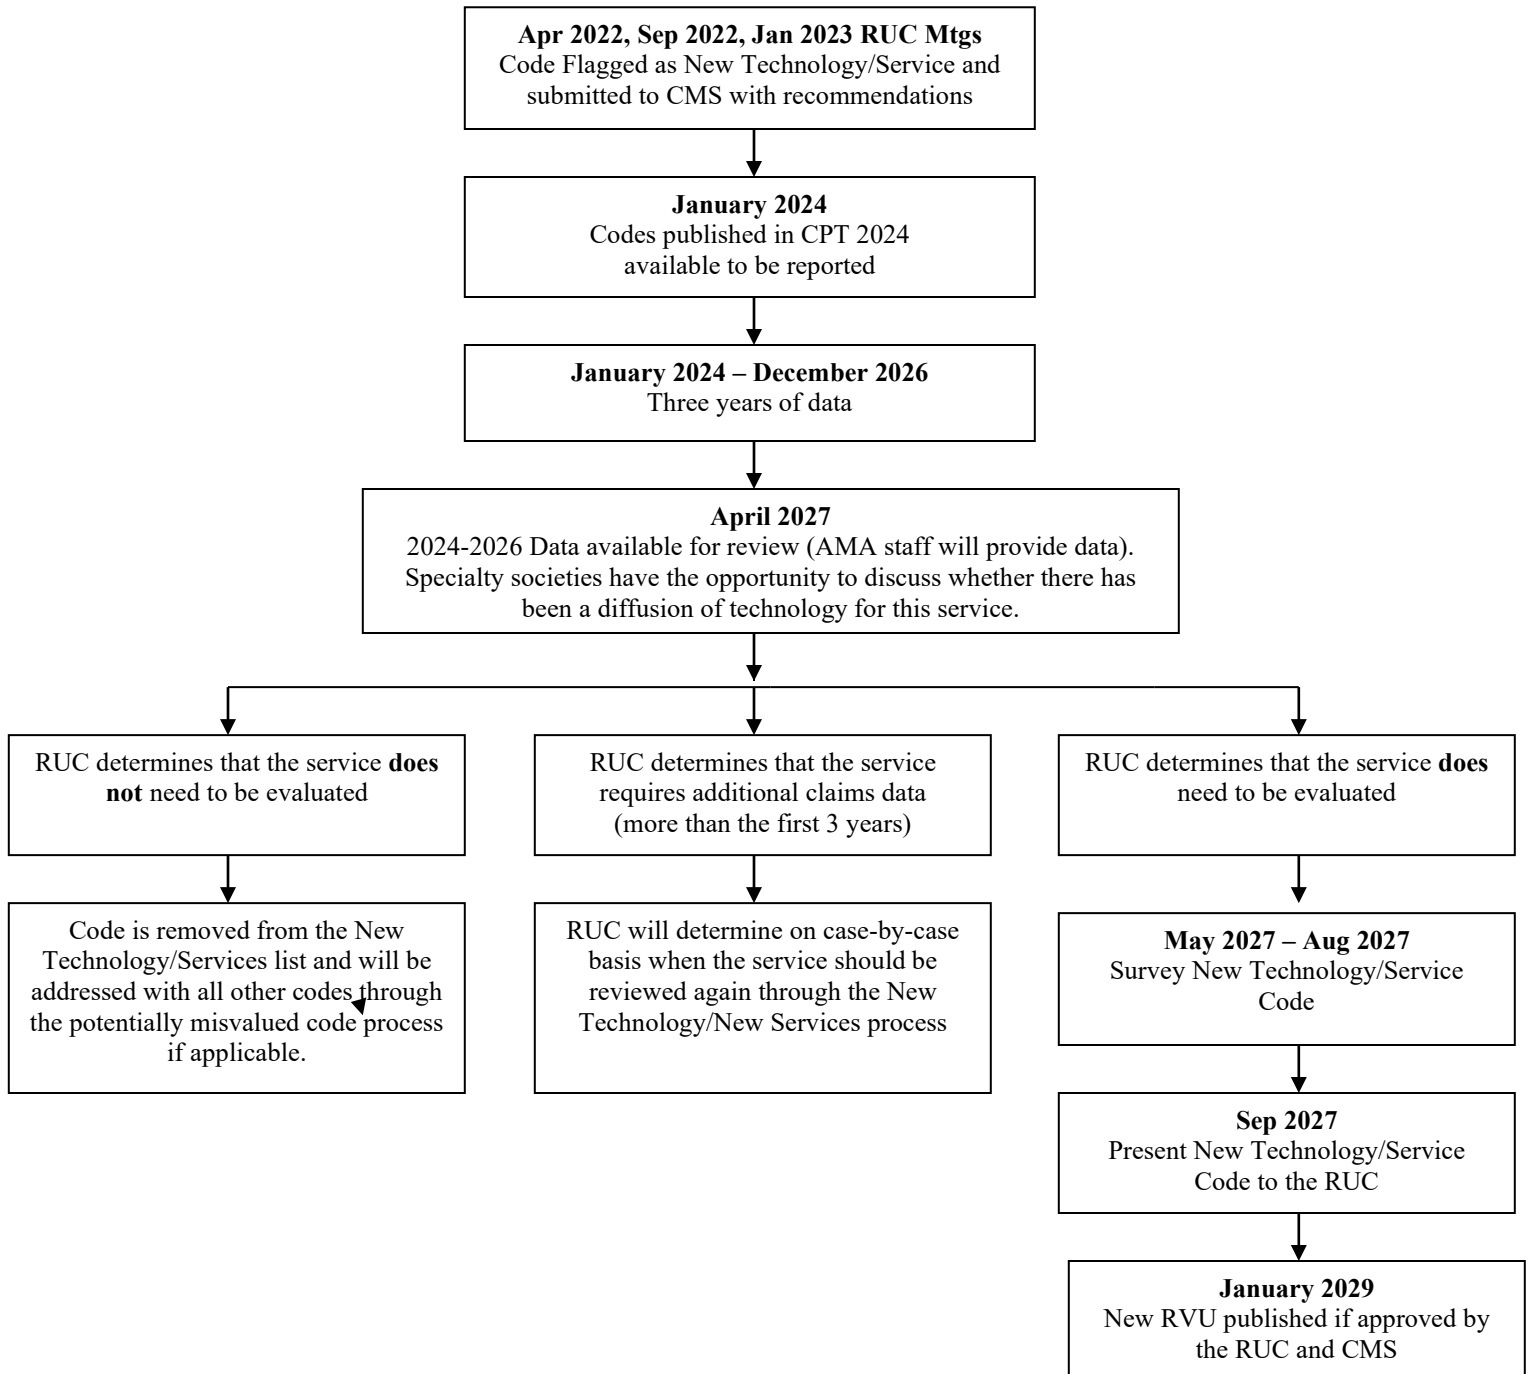 Apr 2022, Sep 2022, Jan 2023 RUC Mtgs
Code Flagged as New Technology/Service and
submitted to CMS with recommendations
January 2024
Codes published in CPT 2024
available to be reported
January 2024 – December 2026
Three years of data
April 2027
2024-2026 Data available for review (AMA staff will provide data).
Specialty societies have the opportunity to discuss whether there has
been a diffusion of technology for this service.
RUC determines that the service does
not need to be evaluated
RUC determines that the service
requires additional claims data
(more than the first 3 years)
RUC determines that the service does
need to be evaluated
Code is removed from the New
Technology/Services list and will be
addressed with all other codes through
the potentially misvalued code process
if applicable.
RUC will determine on case-by-case
basis when the service should be
reviewed again through the New
Technology/New Services process
May 2027 – Aug 2027
Survey New Technology/Service
Code
Sep 2027
Present New Technology/Service
Code to the RUC
January 2029
New RVU published if approved by
the RUC and CMS